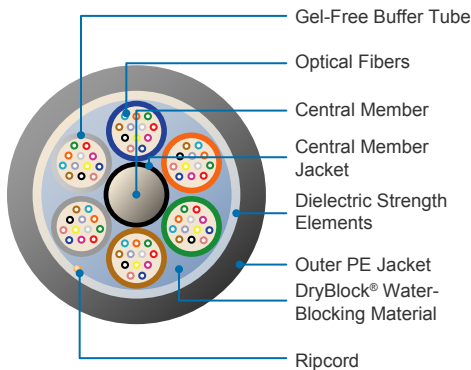 Gel-Free Buffer Tube
Optical Fibers
Central Member
Central Member
Jacket
Dielectric Strength
Elements
Outer PE Jacket
DryBlock® Water-
Blocking Material
Ripcord